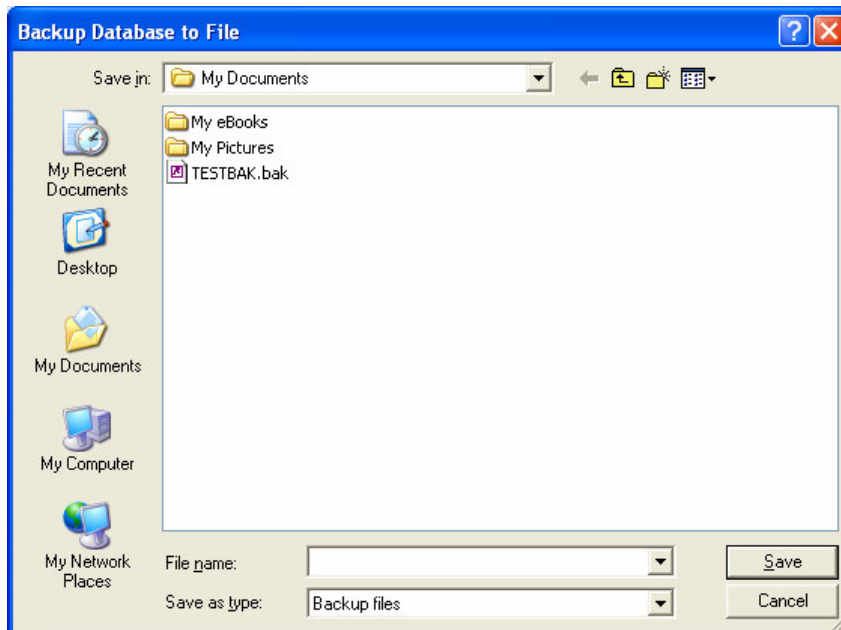 Backup Database to File
Save in:
My Documents
My Recent
Documents
Desktop
My Documents
My Computer
My Network
Places
My eBooks
My Pictures
TESTBAK.bak
File name:
Save
Save as type:
Backup files
Cancel